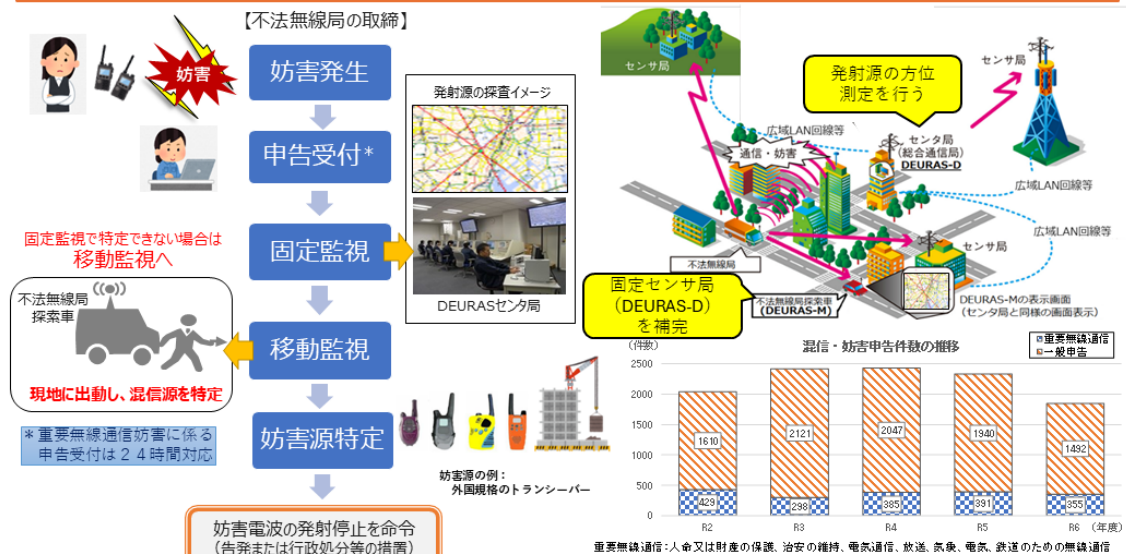 【不法無線局の取締】
妨害
妨害発生
申告受付*
固定監視
移動監視
妨害源特定
妨害電波の発射停止を命令
(告発または行政処分等の措置)
発射源の探査イメージ
DEURASセンタ局
固定監視で特定できない場合は
移動監視へ
不法無線局
探索車
現地に出動し、混信源を特定
*重要無線通信妨害に係る
申告受付は24時間対応
妨害源の例:
外国規格のトランシーバー
センサ局
発射源の方位
測定を行う
センサ局
広域LAN回線等
通信・妨害
センタ局
(総合通信局)
DEURAS-D
広域LAN回線等
広域LAN回線等
センサ局
不法無線局
固定センサ局
(DEURAS-D)
を補完
不法無線局探索車
(DEURAS-M)
DEURAS-Mの表示画面
(センタ局と同様の画面表示)
混信・妨害申告件数の推移
重要無線通信
一般申告
(件数)
2500
2000
1500
1000
500
0
1610
2121
2047
1940
1492
429
298
385
391
355
R2
R3
R4
R5
R6
(年度)
重要無線通信:人命又は財産の保護、治安の維持、電気通信、放送、気象、電気、鉄道のための無線通信